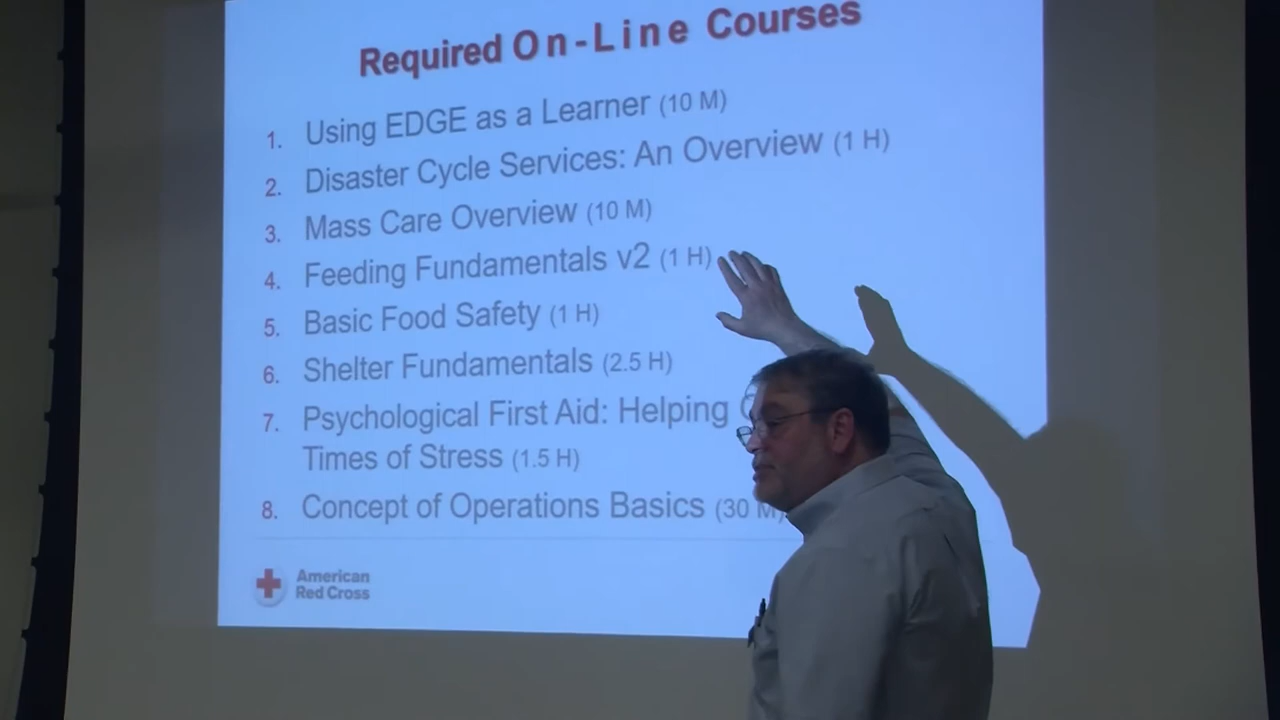 Required On-Line Courses
1. Using EDGE as a Learner (10 M)
2. Disaster Cycle Services: An Overview (1 H)
3. Mass Care Overview (10 M)
4. Feeding Fundamentals v2 (1 H)
5. Basic Food Safety (1 H)
6. Shelter Fundamentals (2.5 H)
7. Psychological First Aid: Helping
Times of Stress (1.5 H)
8. Concept of Operations Basics (30 M)
American
Red Cross